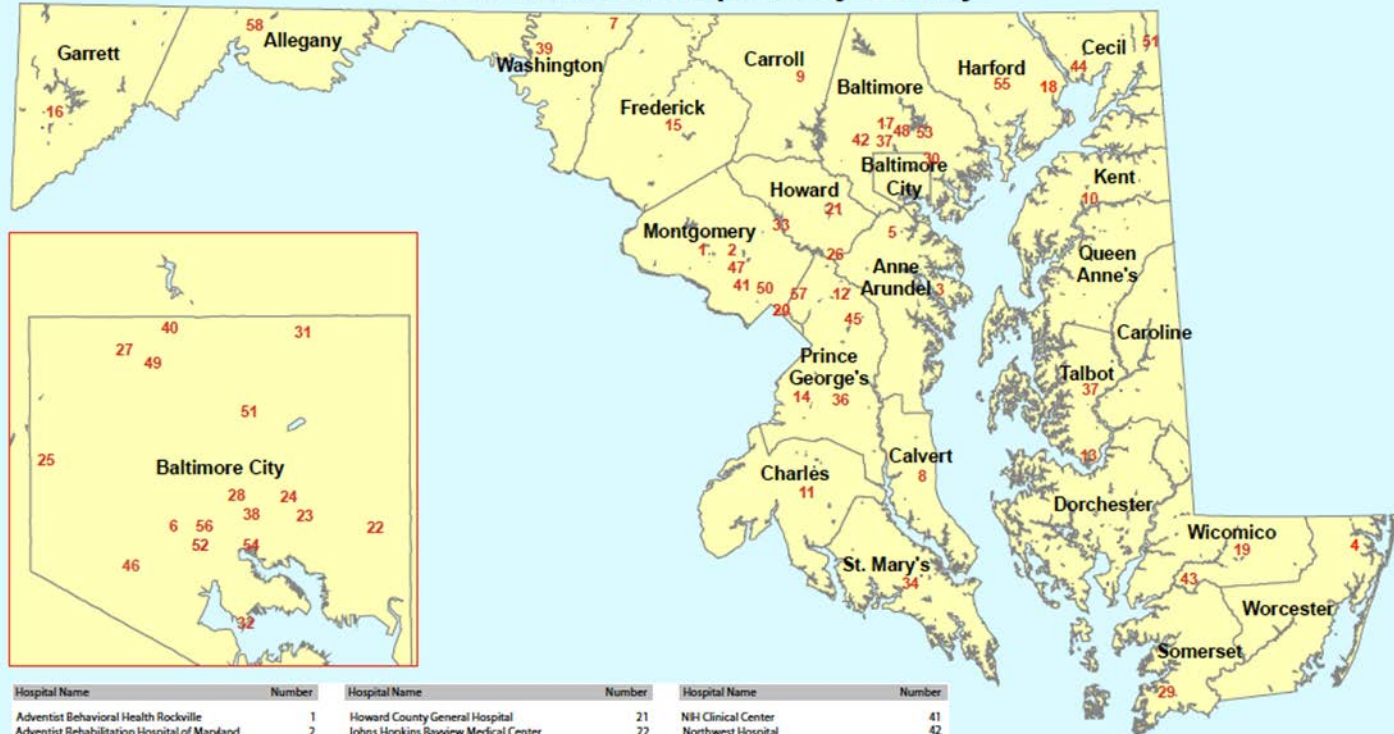 58
7
Garrett
Allegany
39
Washington
Carroll
9
Cecil
51
44
Harford
55
18
Baltimore
16
Frederick
15
17
48
53
42
37
30
Baltimore
City
Kent
10
Howard
21
33
Montgomery
1
2
5
26
47
41
50
57
12
20
45
Anne
Arundel
3
Queen
Anne's
Caroline
Prince
George's
14
36
Talbot
37
13
Calvert
8
Charles
11
Dorchester
Wicomico
19
4
43
St. Mary's
34
Worcester
Somerset
29
40
31
27
49
51
25
Baltimore City
28
24
38
23
6
56
22
52
54
46
32
Hospital Name Number Hospital Name Number Hospital Name Number
Adventist Behavioral Health Rockville 1 Howard County General Hospital 21 NIH Clinical Center 41
Adventist Rehabilitation Hospital of Maryland 2 Johns Hopkins Bayview Medical Center 22 Northwest Hospital 42